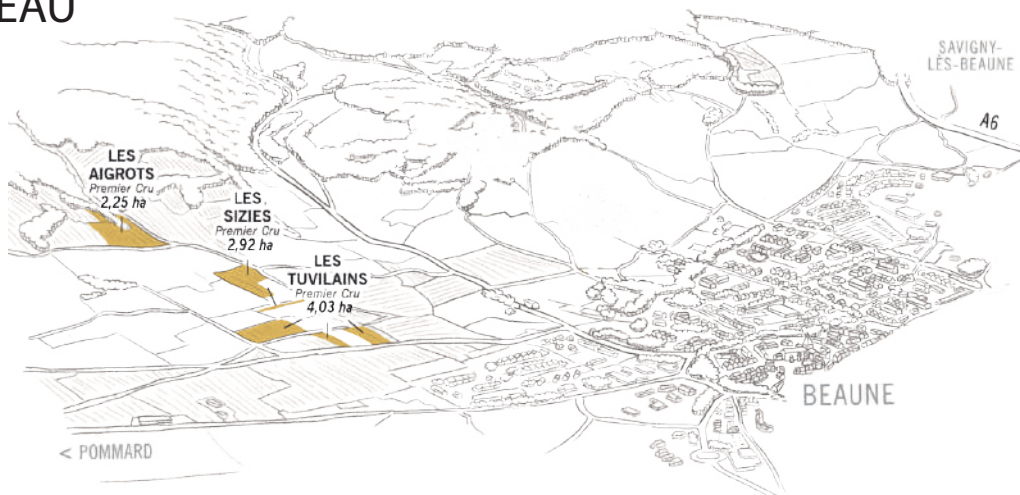 EAU
SAVIGNY-
LÈS-BEAUNE
A6
LES
AIGROTS
Premier Cru
2,25 ha
LES
SIZIES
Premier Cru
2,92 ha
LES
TUVILAINS
Premier Cru
4,03 ha
BEAUNE
< POMMARD